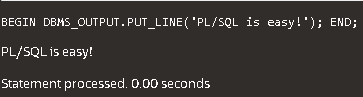 BEGIN DBMS_OUTPUT.PUT_LINE('PL/SQL is easy!'); END;
PL/SQL is easy!
Statement processed. 0.00 seconds